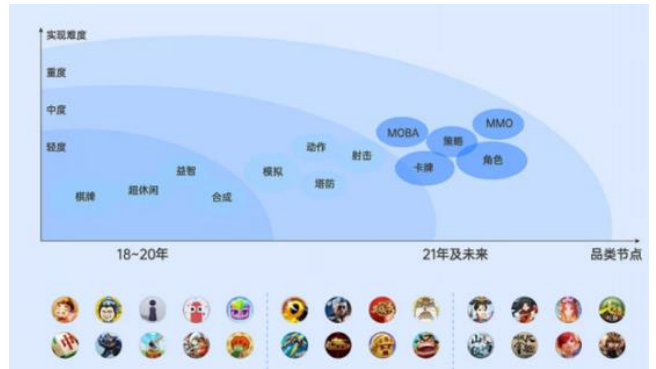 实现难度
重度
中度
轻度
MOBA
MMO
策略
卡牌
角色
动作
射击
模拟
塔防
益智
超休闲
合成
棋牌
18~20年
21年及未来
品类节点